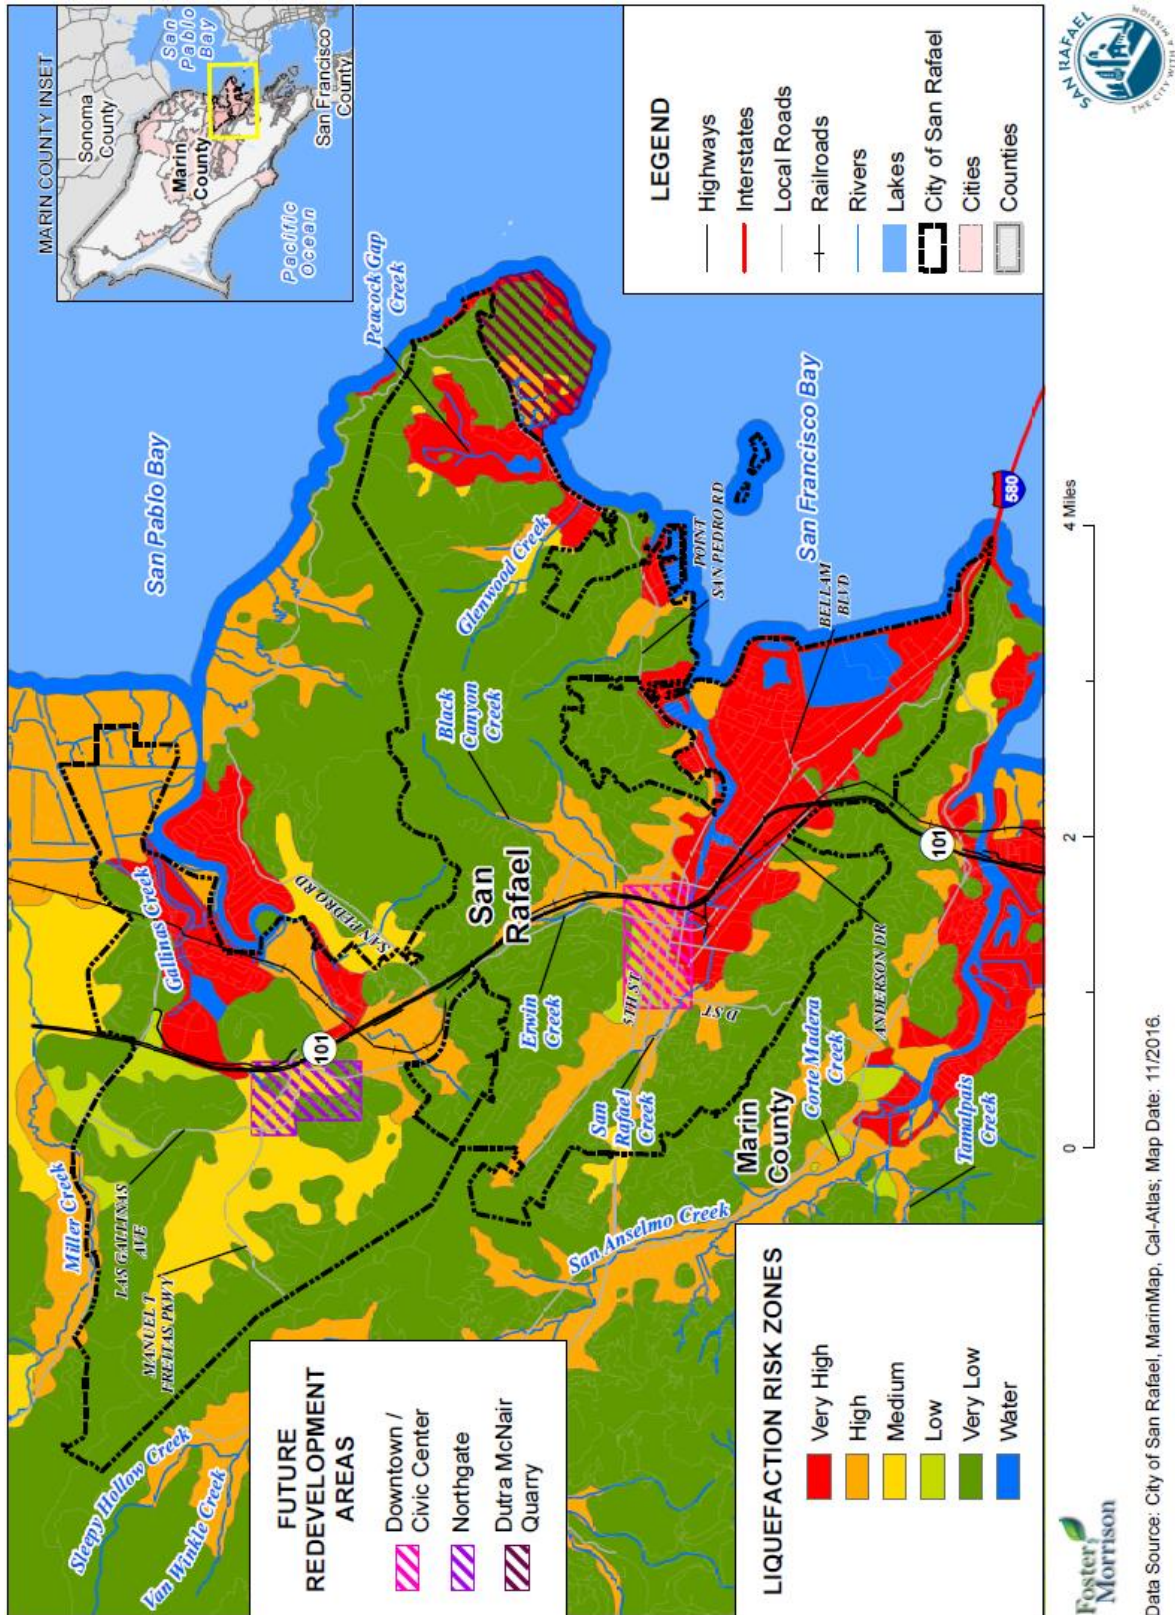 MARIN COUNTY INSET
Sonoma
County
San
Pablo
Bay
Marin
County
San Francisco
County
Pacific
Ocean
San Pablo Bay
Peacock Gap
Creek
Gallinas Creek
Miller Creek
LAS GALLINAS
AVE
MANUEL T
FREITAS PKWY
SAN PEDRO RD
101
Black
Canyon
Creek
Glenwood Creek
San
Rafael
Erwin
Creek
POINT
SAN PEDRO RD
San Francisco Bay
BELLAM
BLVD
5TH ST
D ST
San
Rafael
Creek
ANDERSON DR
101
580
Sleepy Hollow Creek
Van Winkle Creek
San Anselmo Creek
Marin
County
Corte Madera
Creek
Tamalpais
Creek
LEGEND
Highways
Interstates
Local Roads
Railroads
Rivers
Lakes
City of San Rafael
Cities
Counties
FUTURE
REDEVELOPMENT
AREAS
Downtown /
Civic Center
Northgate
Dutra McNair
Quarry
LIQUEFACTION RISK ZONES
Very High
High
Medium
Low
Very Low
Water
0 2 4 Miles
Foster
Morrison
SAN RAFAEL
THE CITY WITH A MISSION
Data Source: City of San Rafael, MarinMap, Cal-Atlas; Map Date: 11/2016.